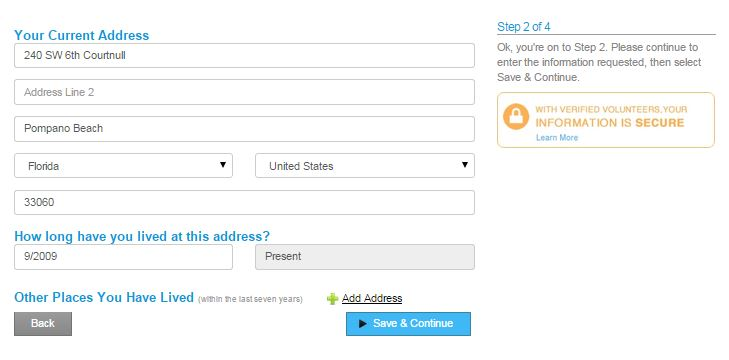 Your Current Address
240 SW 6th Courtnull
Address Line 2
Pompano Beach
Florida
United States
33060
How long have you lived at this address?
9/2009
Present
Other Places You Have Lived (within the last seven years)
Add Address
Back
Save & Continue
Step 2 of 4
Ok, you're on to Step 2. Please continue to
enter the information requested, then select
Save & Continue.
WITH VERIFIED VOLUNTEERS, YOUR
INFORMATION IS SECURE
Learn More